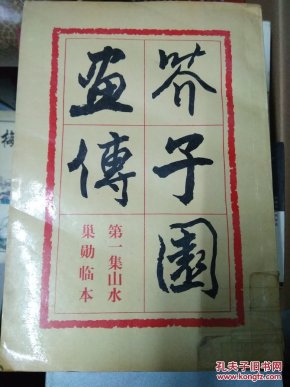 芥子園
畫傳
第一集山水
巢勋临本
孔夫子旧书网